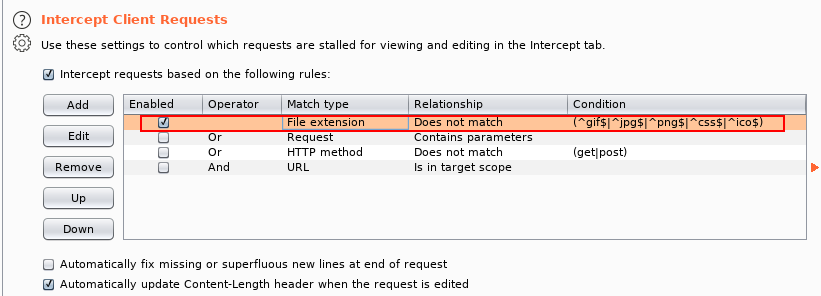 ? Intercept Client Requests
Use these settings to control which requests are stalled for viewing and editing in the Intercept tab.
Intercept requests based on the following rules:
Add
Edit
Remove
Up
Down
Enabled Operator Match type Relationship Condition
File extension Does not match (^gif$|^jpg$|^png$|^css$|^ico$)
Or Request Contains parameters
Or HTTP method Does not match (get|post)
And URL Is in target scope
Automatically fix missing or superfluous new lines at end of request
Automatically update Content-Length header when the request is edited